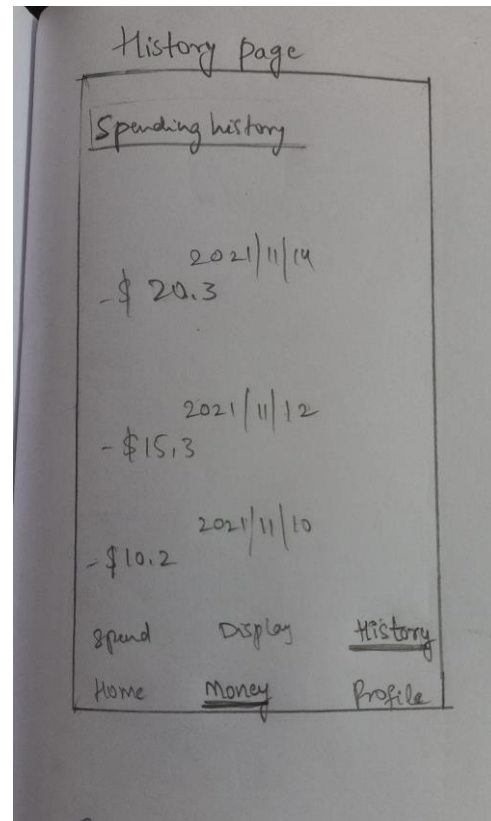 History page
Spending history
2021/11/14
-$ 20.3
2021/11/12
-$15.3
2021/11/10
-$10.2
Spend Display History
Home Money Profile